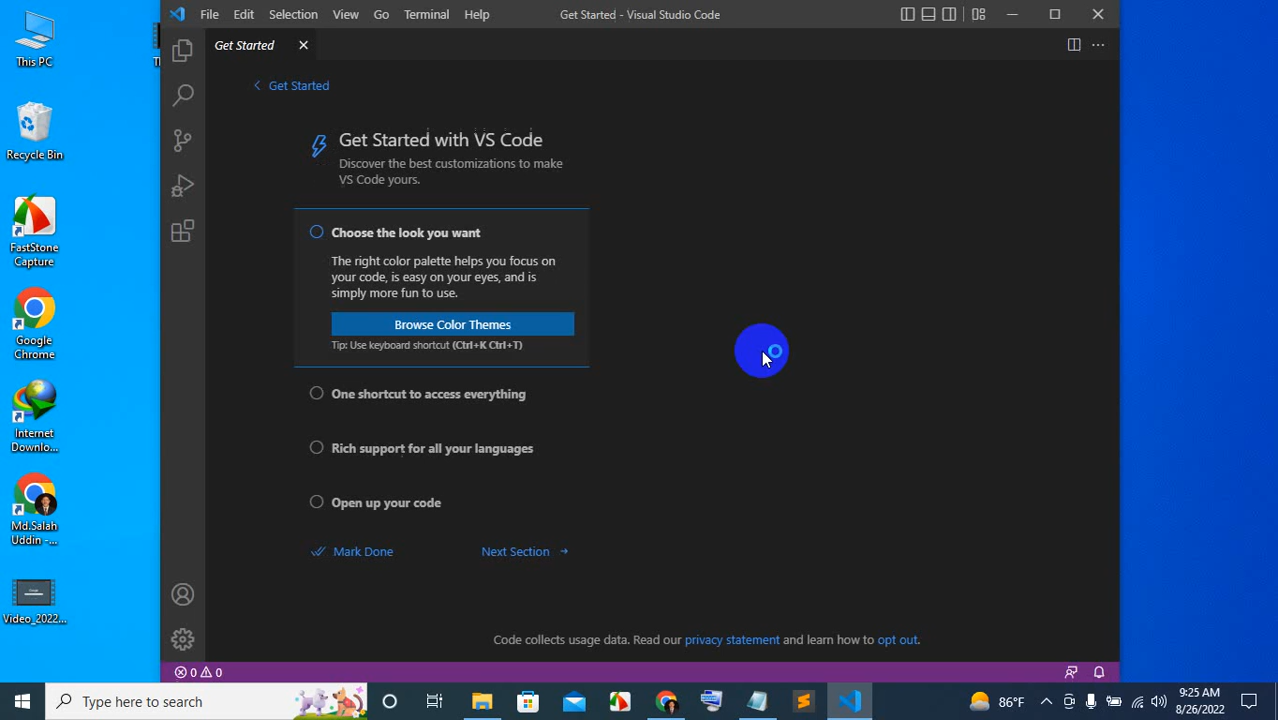 File Edit Selection View Go Terminal Help
Get Started - Visual Studio Code
Get Started
Get Started
Get Started with VS Code
Discover the best customizations to make
VS Code yours.
Choose the look you want
The right color palette helps you focus on
your code, is easy on your eyes, and is
simply more fun to use.
Browse Color Themes
Tip: Use keyboard shortcut (Ctrl+K Ctrl+T)
One shortcut to access everything
Rich support for all your languages
Open up your code
Mark Done
Next Section
Code collects usage data. Read our privacy statement and learn how to opt out.
0 0
This PC
Recycle Bin
FastStone
Capture
Google
Chrome
Internet
Downlo...
Md.Salah
Uddin -...
Video_2022...
Type here to search
86°F
9:25 AM
8/26/2022